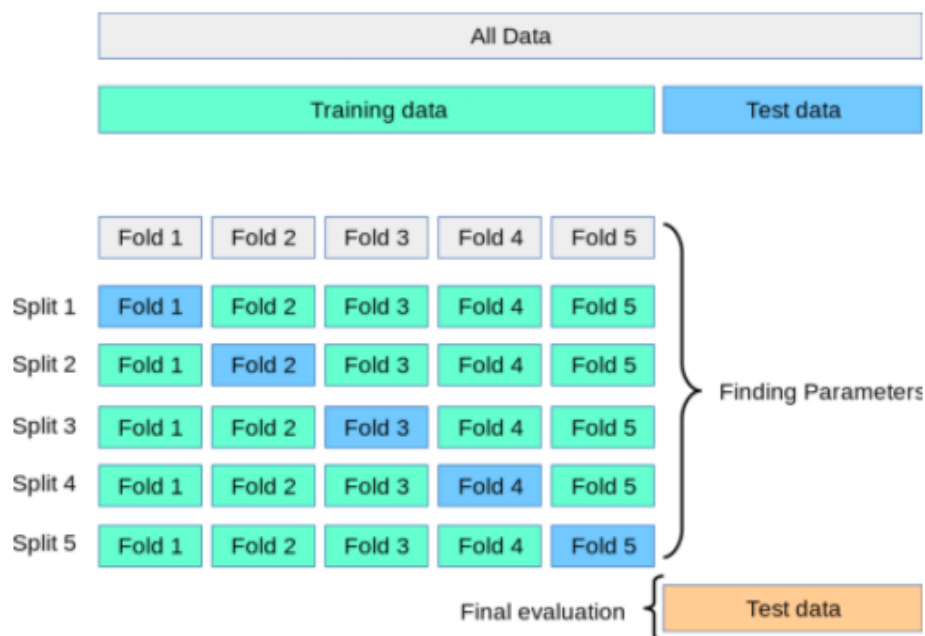 All Data
Training data Test data
Fold 1 Fold 2 Fold 3 Fold 4 Fold 5
Split 1 Fold 1 Fold 2 Fold 3 Fold 4 Fold 5
Split 2 Fold 1 Fold 2 Fold 3 Fold 4 Fold 5
Finding Parameters
Split 3 Fold 1 Fold 2 Fold 3 Fold 4 Fold 5
Split 4 Fold 1 Fold 2 Fold 3 Fold 4 Fold 5
Split 5 Fold 1 Fold 2 Fold 3 Fold 4 Fold 5
Final evaluation Test data